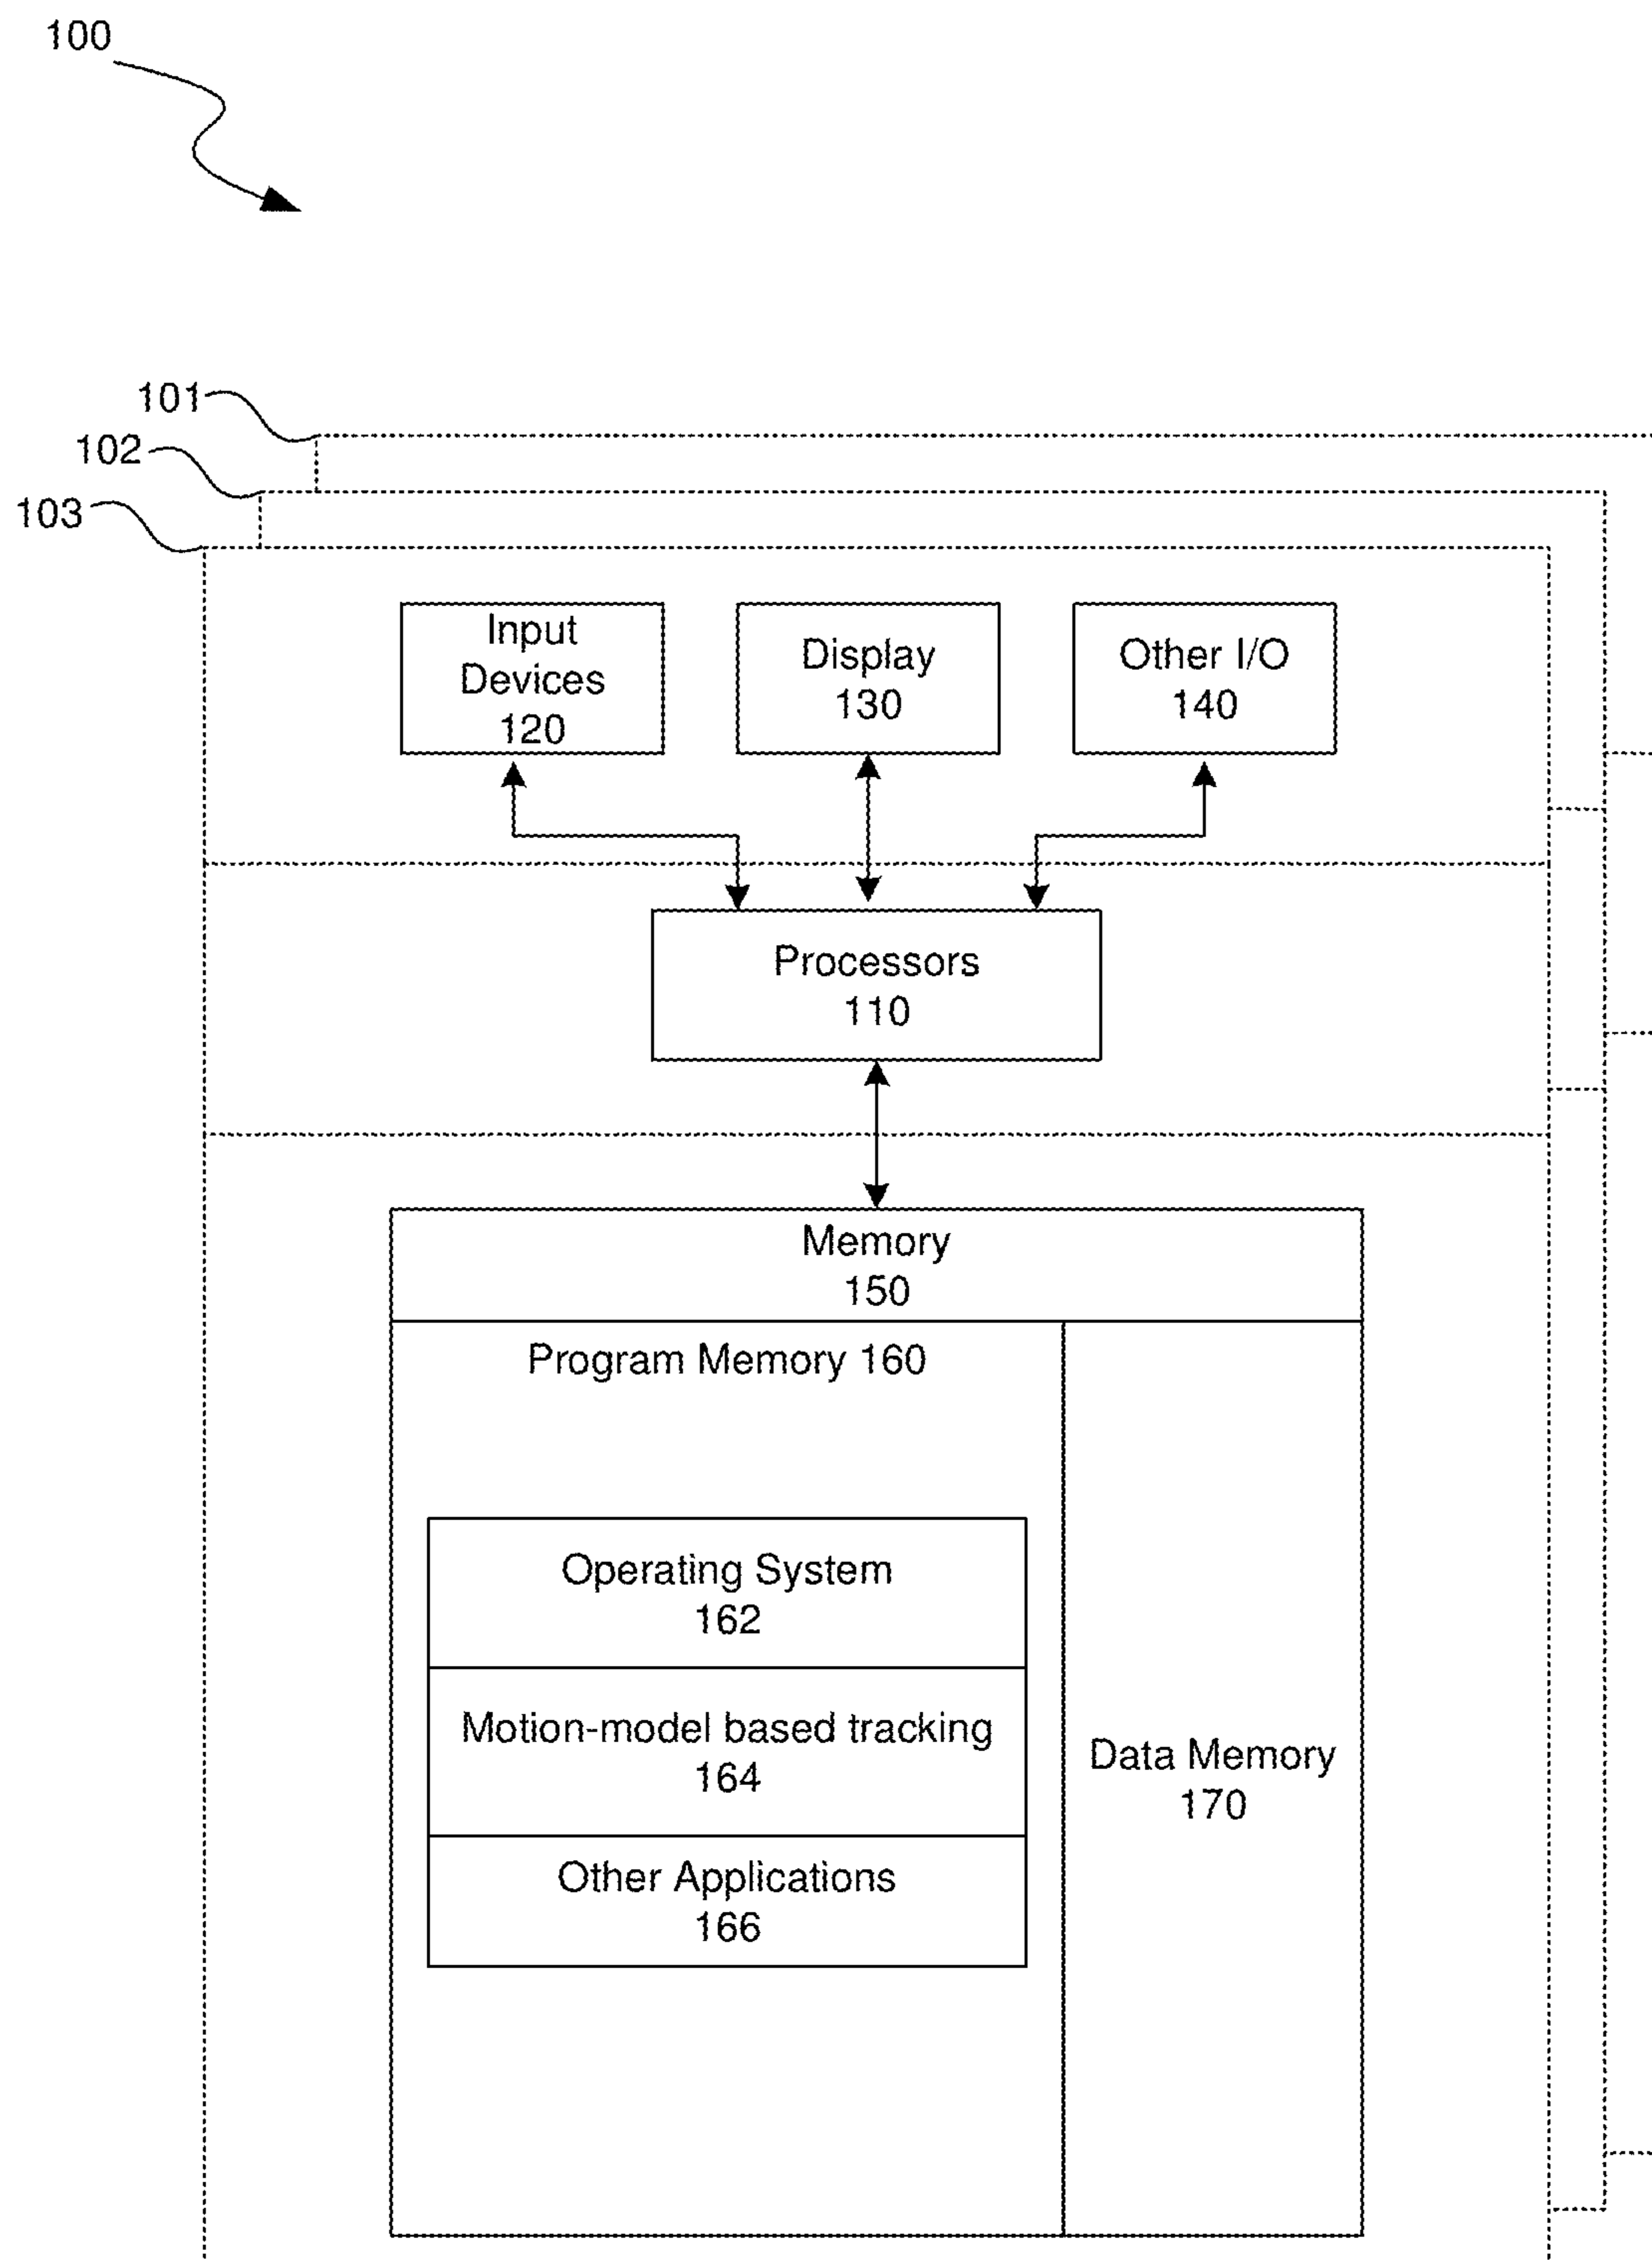 100
101
102
103
Input
Devices
120
Display
130
Other I/O
140
Processors
110
Memory
150
Program Memory 160
Operating System
162
Motion-model based tracking
164
Other Applications
166
Data Memory
170